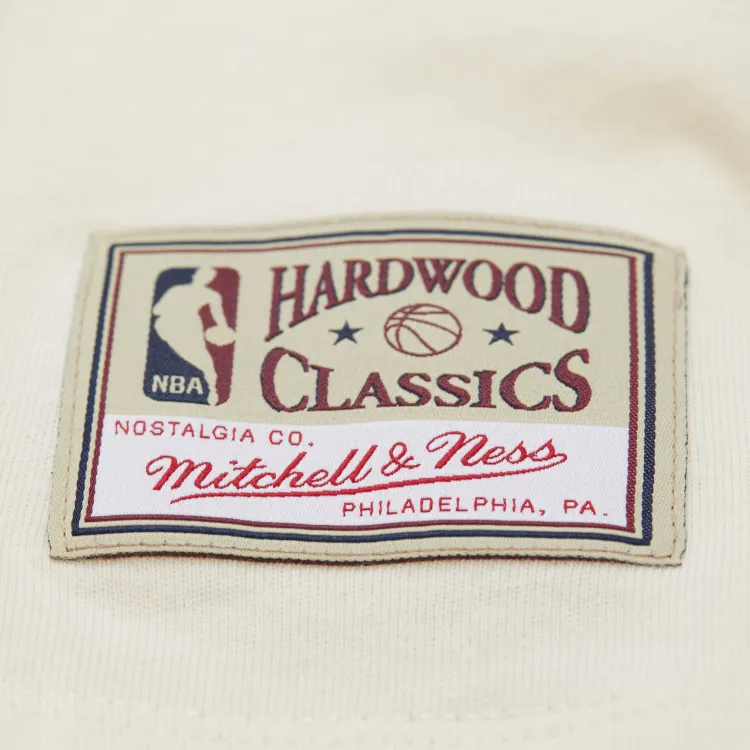 HARDWOOD
CLASSICS
NBA
NOSTALGIA CO.
Mitchell & Ness
PHILADELPHIA, PA.